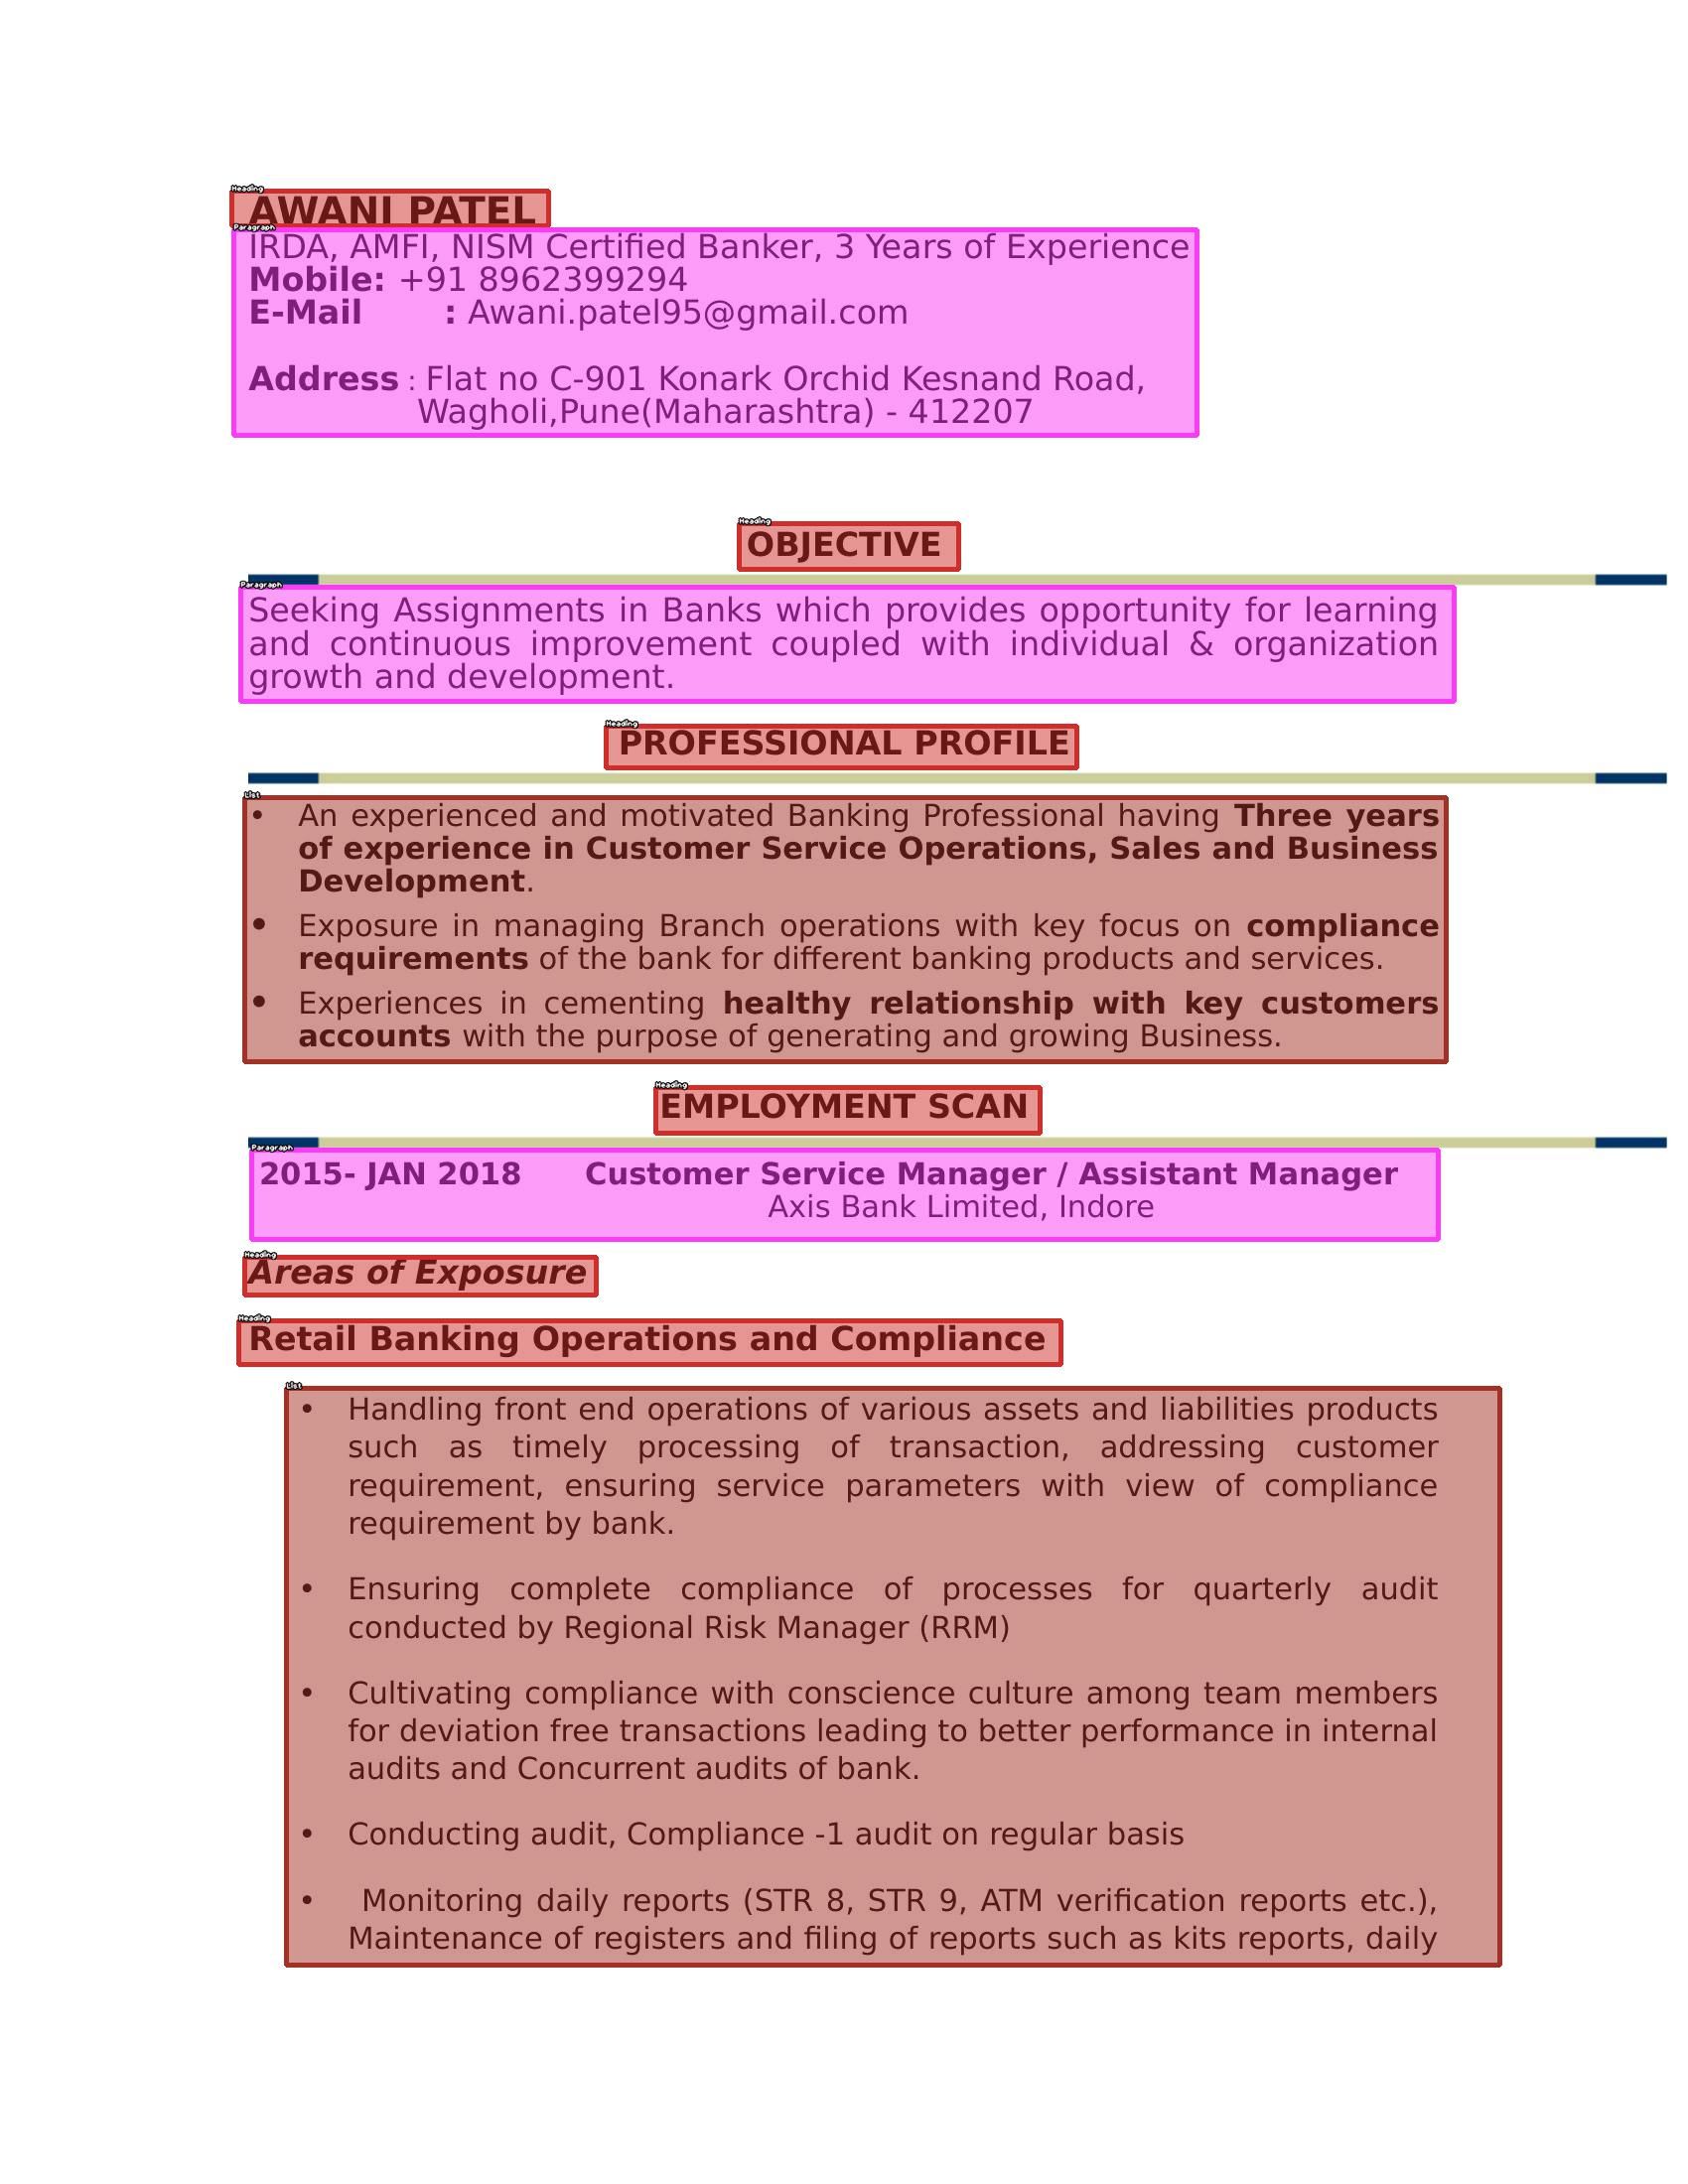 Heading
AWANI PATEL
Paragraph
IRDA, AMFI, NISM Certified Banker, 3 Years of Experience
Mobile: +91 8962399294
E-Mail : Awani.patel95@gmail.com
Address : Flat no C-901 Konark Orchid Kesnand Road,
Wagholi,Pune(Maharashtra) - 412207
Heading
OBJECTIVE
Paragraph
Seeking Assignments in Banks which provides opportunity for learning
and continuous improvement coupled with individual & organization
growth and development.
Heading
PROFESSIONAL PROFILE
List
• An experienced and motivated Banking Professional having Three years
of experience in Customer Service Operations, Sales and Business
Development.
• Exposure in managing Branch operations with key focus on compliance
requirements of the bank for different banking products and services.
• Experiences in cementing healthy relationship with key customers
accounts with the purpose of generating and growing Business.
Heading
EMPLOYMENT SCAN
Paragraph
2015- JAN 2018 Customer Service Manager / Assistant Manager
Axis Bank Limited, Indore
Heading
Areas of Exposure
Heading
Retail Banking Operations and Compliance
List
• Handling front end operations of various assets and liabilities products
such as timely processing of transaction, addressing customer
requirement, ensuring service parameters with view of compliance
requirement by bank.
• Ensuring complete compliance of processes for quarterly audit
conducted by Regional Risk Manager (RRM)
• Cultivating compliance with conscience culture among team members
for deviation free transactions leading to better performance in internal
audits and Concurrent audits of bank.
• Conducting audit, Compliance -1 audit on regular basis
• Monitoring daily reports (STR 8, STR 9, ATM verification reports etc.),
Maintenance of registers and filing of reports such as kits reports, daily